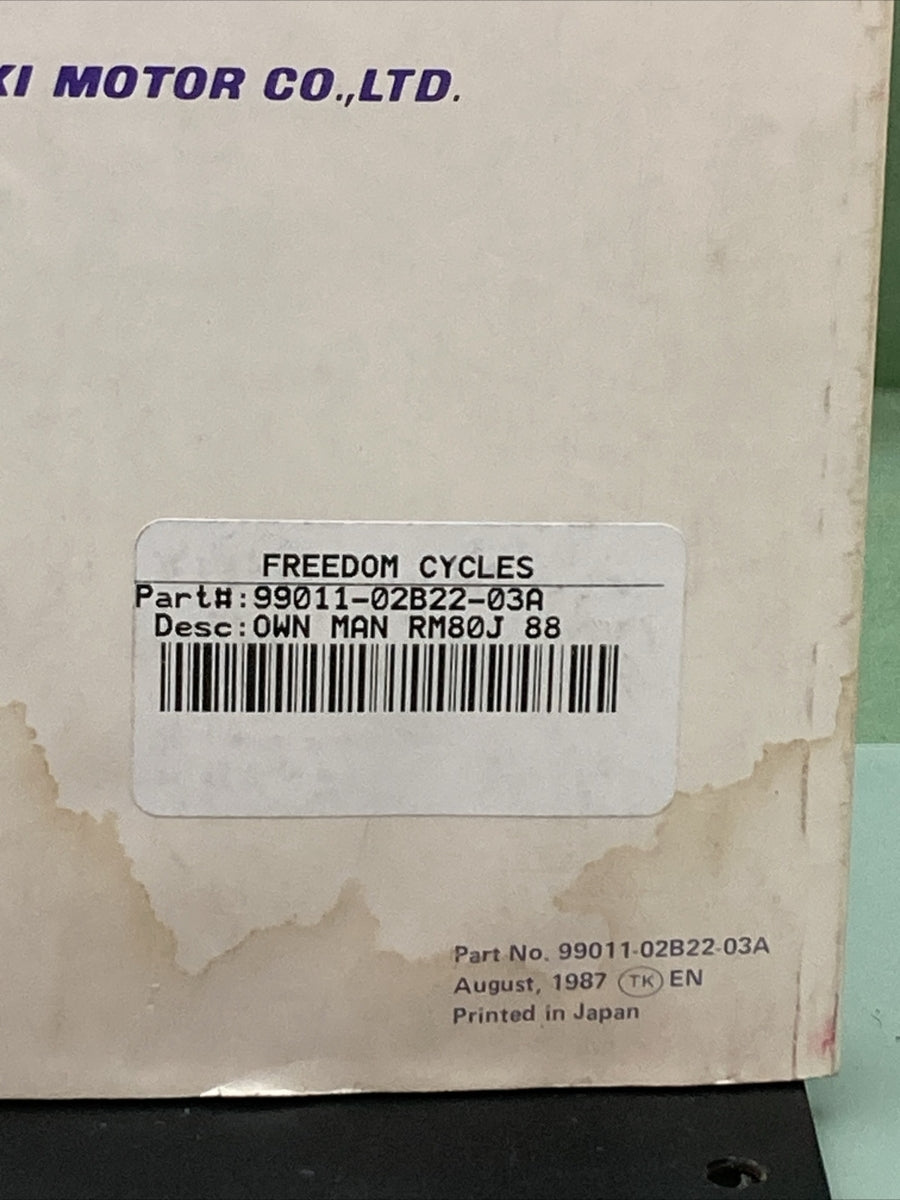 KI MOTOR CO.,LTD.
FREEDOM CYCLES
Part#:99011-02B22-03A
Desc:OWN MAN RM80J 88
Part No. 99011-02B22-03A
August, 1987 TK EN
Printed in Japan